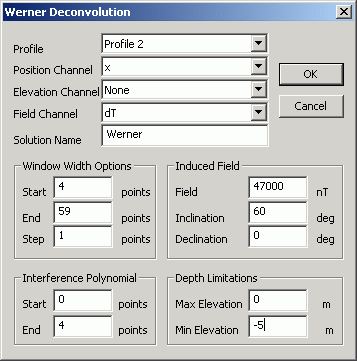 Werner Deconvolution
Profile Profile 2
Position Channel x OK
Elevation Channel None
Field Channel dT Cancel
Solution Name Werner
Window Width Options Induced Field
Start 4 points Field 47000 nT
End 59 points Inclination 60 deg
Step 1 points Declination 0 deg
Interference Polynomial Depth Limitations
Start 0 points Max Elevation 0 m
End 4 points Min Elevation -5 m